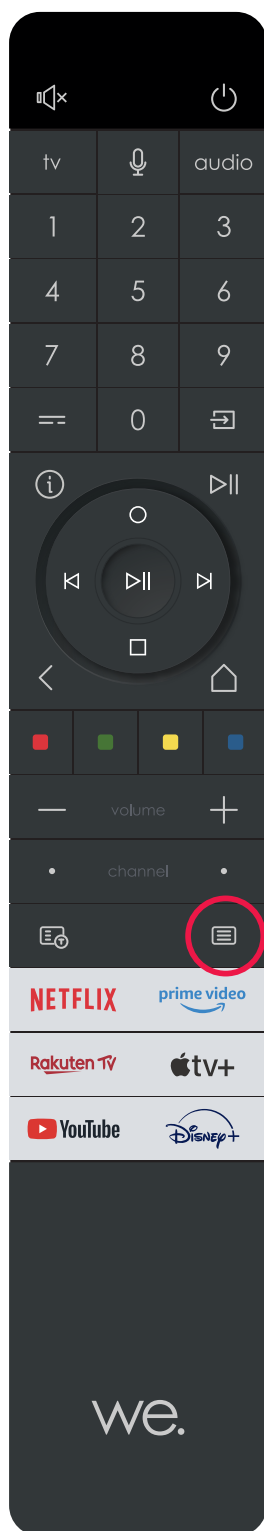 tv audio
1 2 3
4 5 6
7 8 9
0
volume
channel
NETFLIX prime video
Rakuten TV tv+
YouTube Disney+
we.